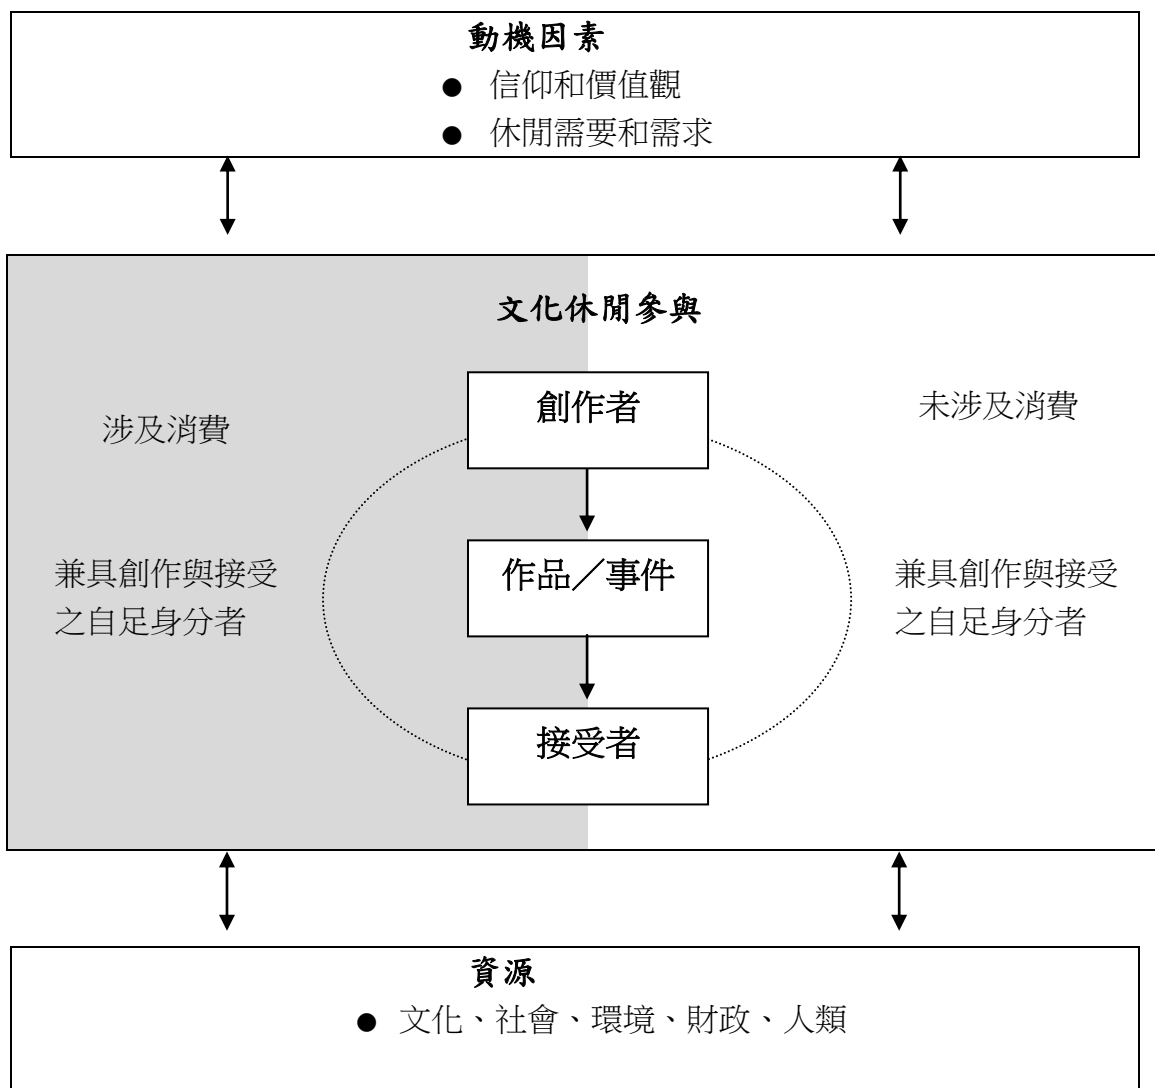 動機因素
● 信仰和價值觀
● 休閒需要和需求
文化休閒參與
涉及消費
創作者
未涉及消費
兼具創作與接受
之自足身分者
作品／事件
兼具創作與接受
之自足身分者
接受者
資源
● 文化、社會、環境、財政、人類